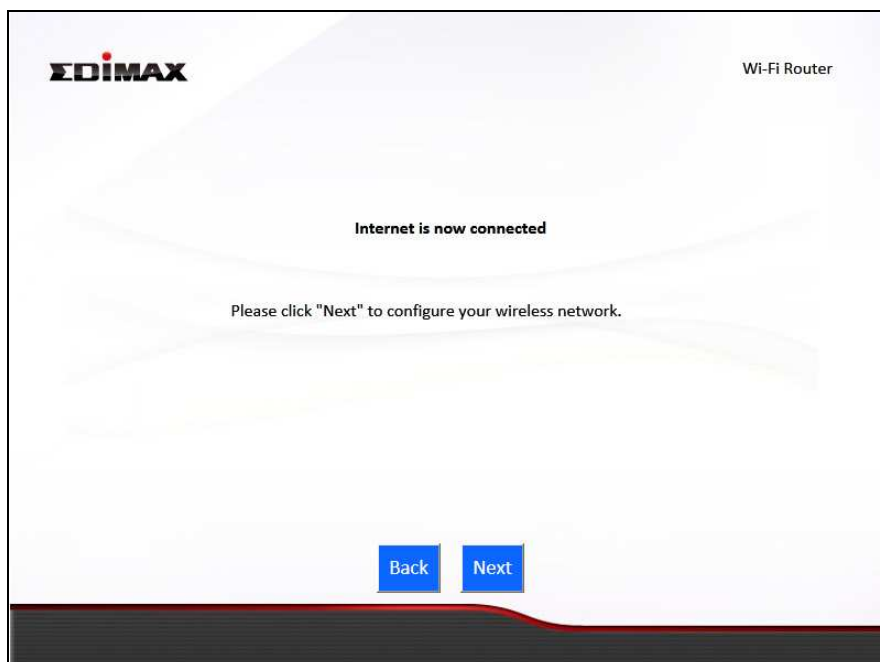 EDIMAX
Wi-Fi Router
Internet is now connected
Please click "Next" to configure your wireless network.
Back
Next